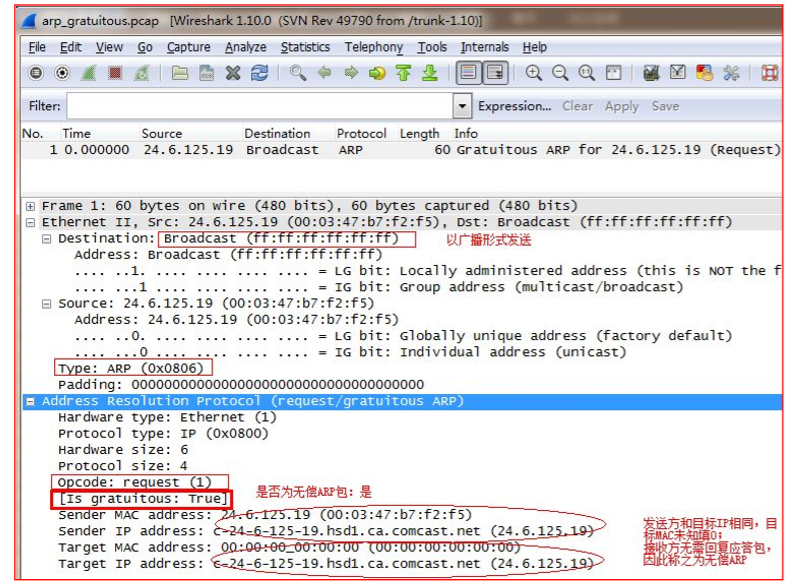 arp_gratuitous.pcap [Wireshark 1.10.0 (SVN Rev 49790 from /trunk-1.10)]
File Edit View Go Capture Analyze Statistics Telephony Tools Internals Help
Filter: Expression... Clear Apply Save
No. Time Source Destination Protocol Length Info
1 0.000000 24.6.125.19 Broadcast ARP 60 Gratuitous ARP for 24.6.125.19 (Request)
Frame 1: 60 bytes on wire (480 bits), 60 bytes captured (480 bits)
Ethernet II, Src: 24.6.125.19 (00:03:47:b7:f2:f5), Dst: Broadcast (ff:ff:ff:ff:ff:ff)
Destination: Broadcast (ff:ff:ff:ff:ff:ff) 以广播形式发送
Address: Broadcast (ff:ff:ff:ff:ff:ff)
.... ..1. .... .... .... .... = LG bit: Locally administered address (this is NOT the f
.... ...1 .... .... .... .... = IG bit: Group address (multicast/broadcast)
Source: 24.6.125.19 (00:03:47:b7:f2:f5)
Address: 24.6.125.19 (00:03:47:b7:f2:f5)
.... ..0. .... .... .... .... = LG bit: Globally unique address (factory default)
.... ...0 .... .... .... .... = IG bit: Individual address (unicast)
Type: ARP (0x0806)
Padding: 000000000000000000000000000000000000
Address Resolution Protocol (request/gratuitous ARP)
Hardware type: Ethernet (1)
Protocol type: IP (0x0800)
Hardware size: 6
Protocol size: 4
Opcode: request (1)
[Is gratuitous: True] 是否为无偿ARP包：是
Sender MAC address: 24.6.125.19 (00:03:47:b7:f2:f5)
Sender IP address: c-24-6-125-19.hsd1.ca.comcast.net (24.6.125.19)
Target MAC address: 00:00:00_00:00:00 (00:00:00:00:00:00)
Target IP address: c-24-6-125-19.hsd1.ca.comcast.net (24.6.125.19)
发送方和目标IP相同，目
标MAC未知填0；
接收方无需回复应答包，
因此称之为无偿ARP